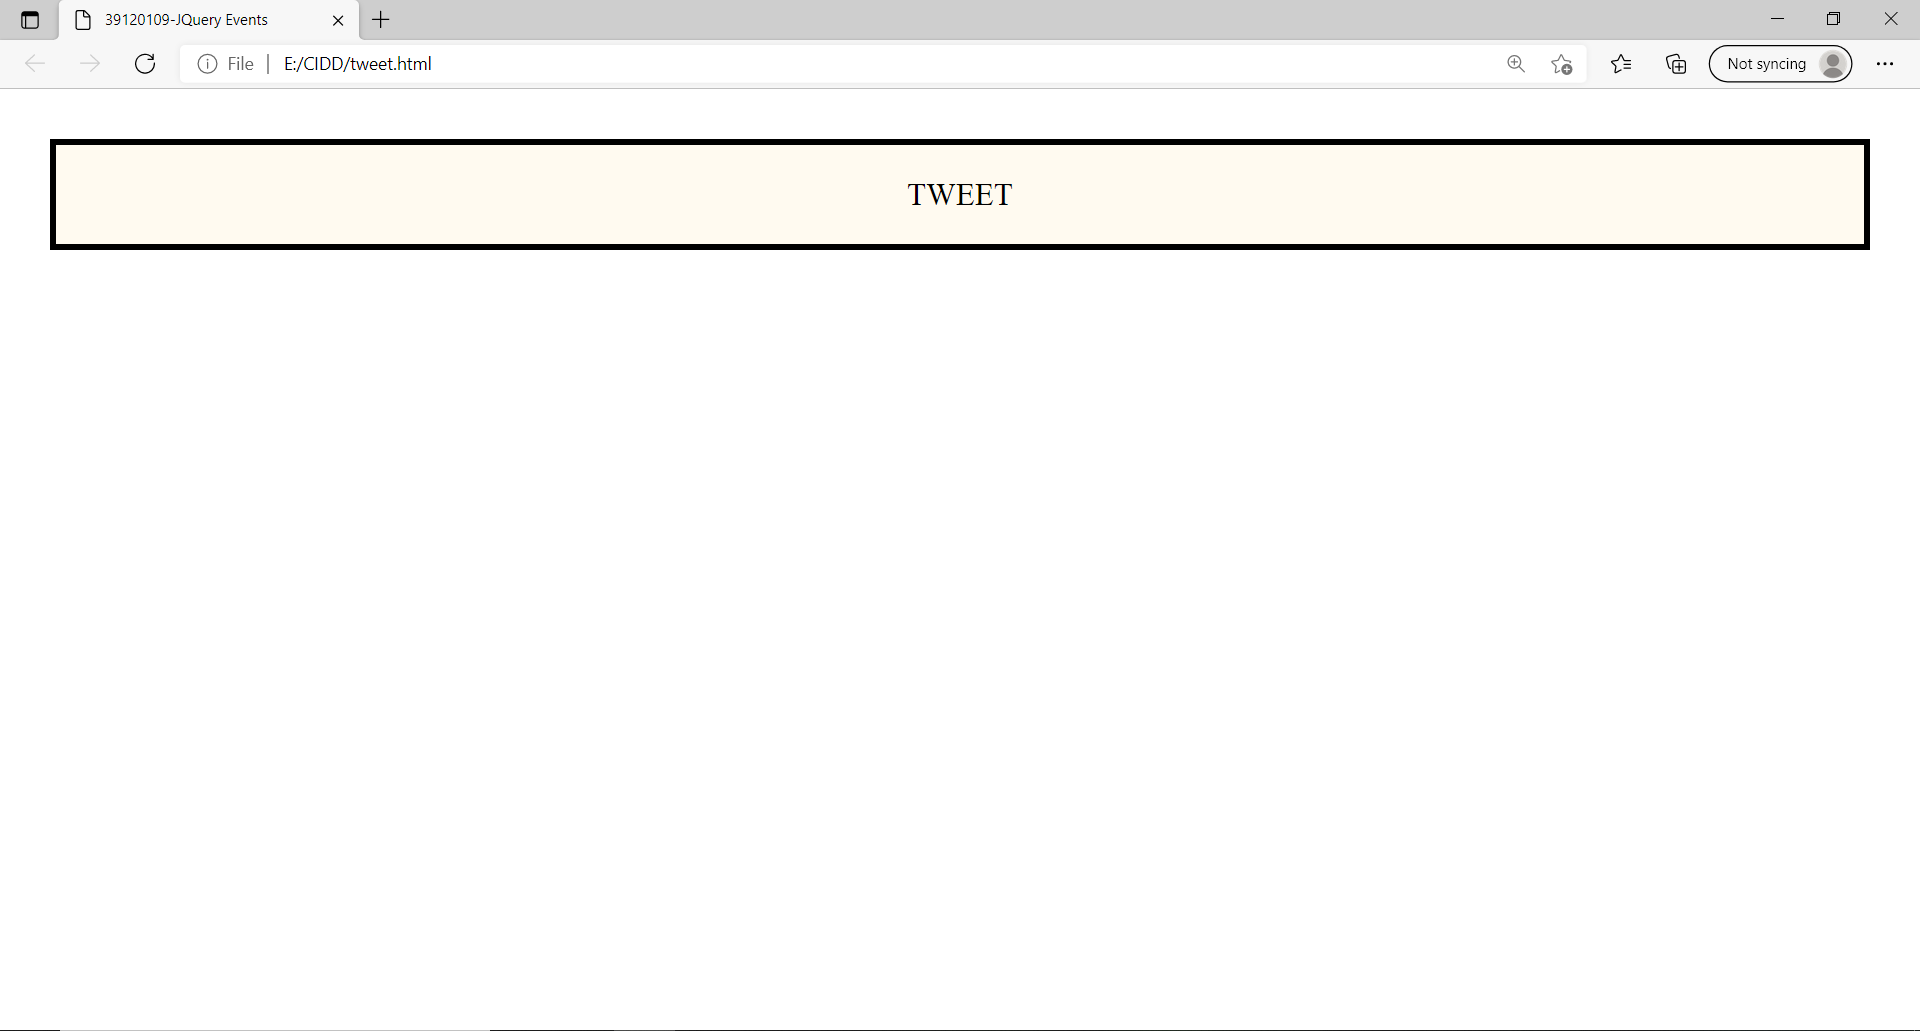 39120109-JQuery Events
File | E:/CIDD/tweet.html
Not syncing
TWEET